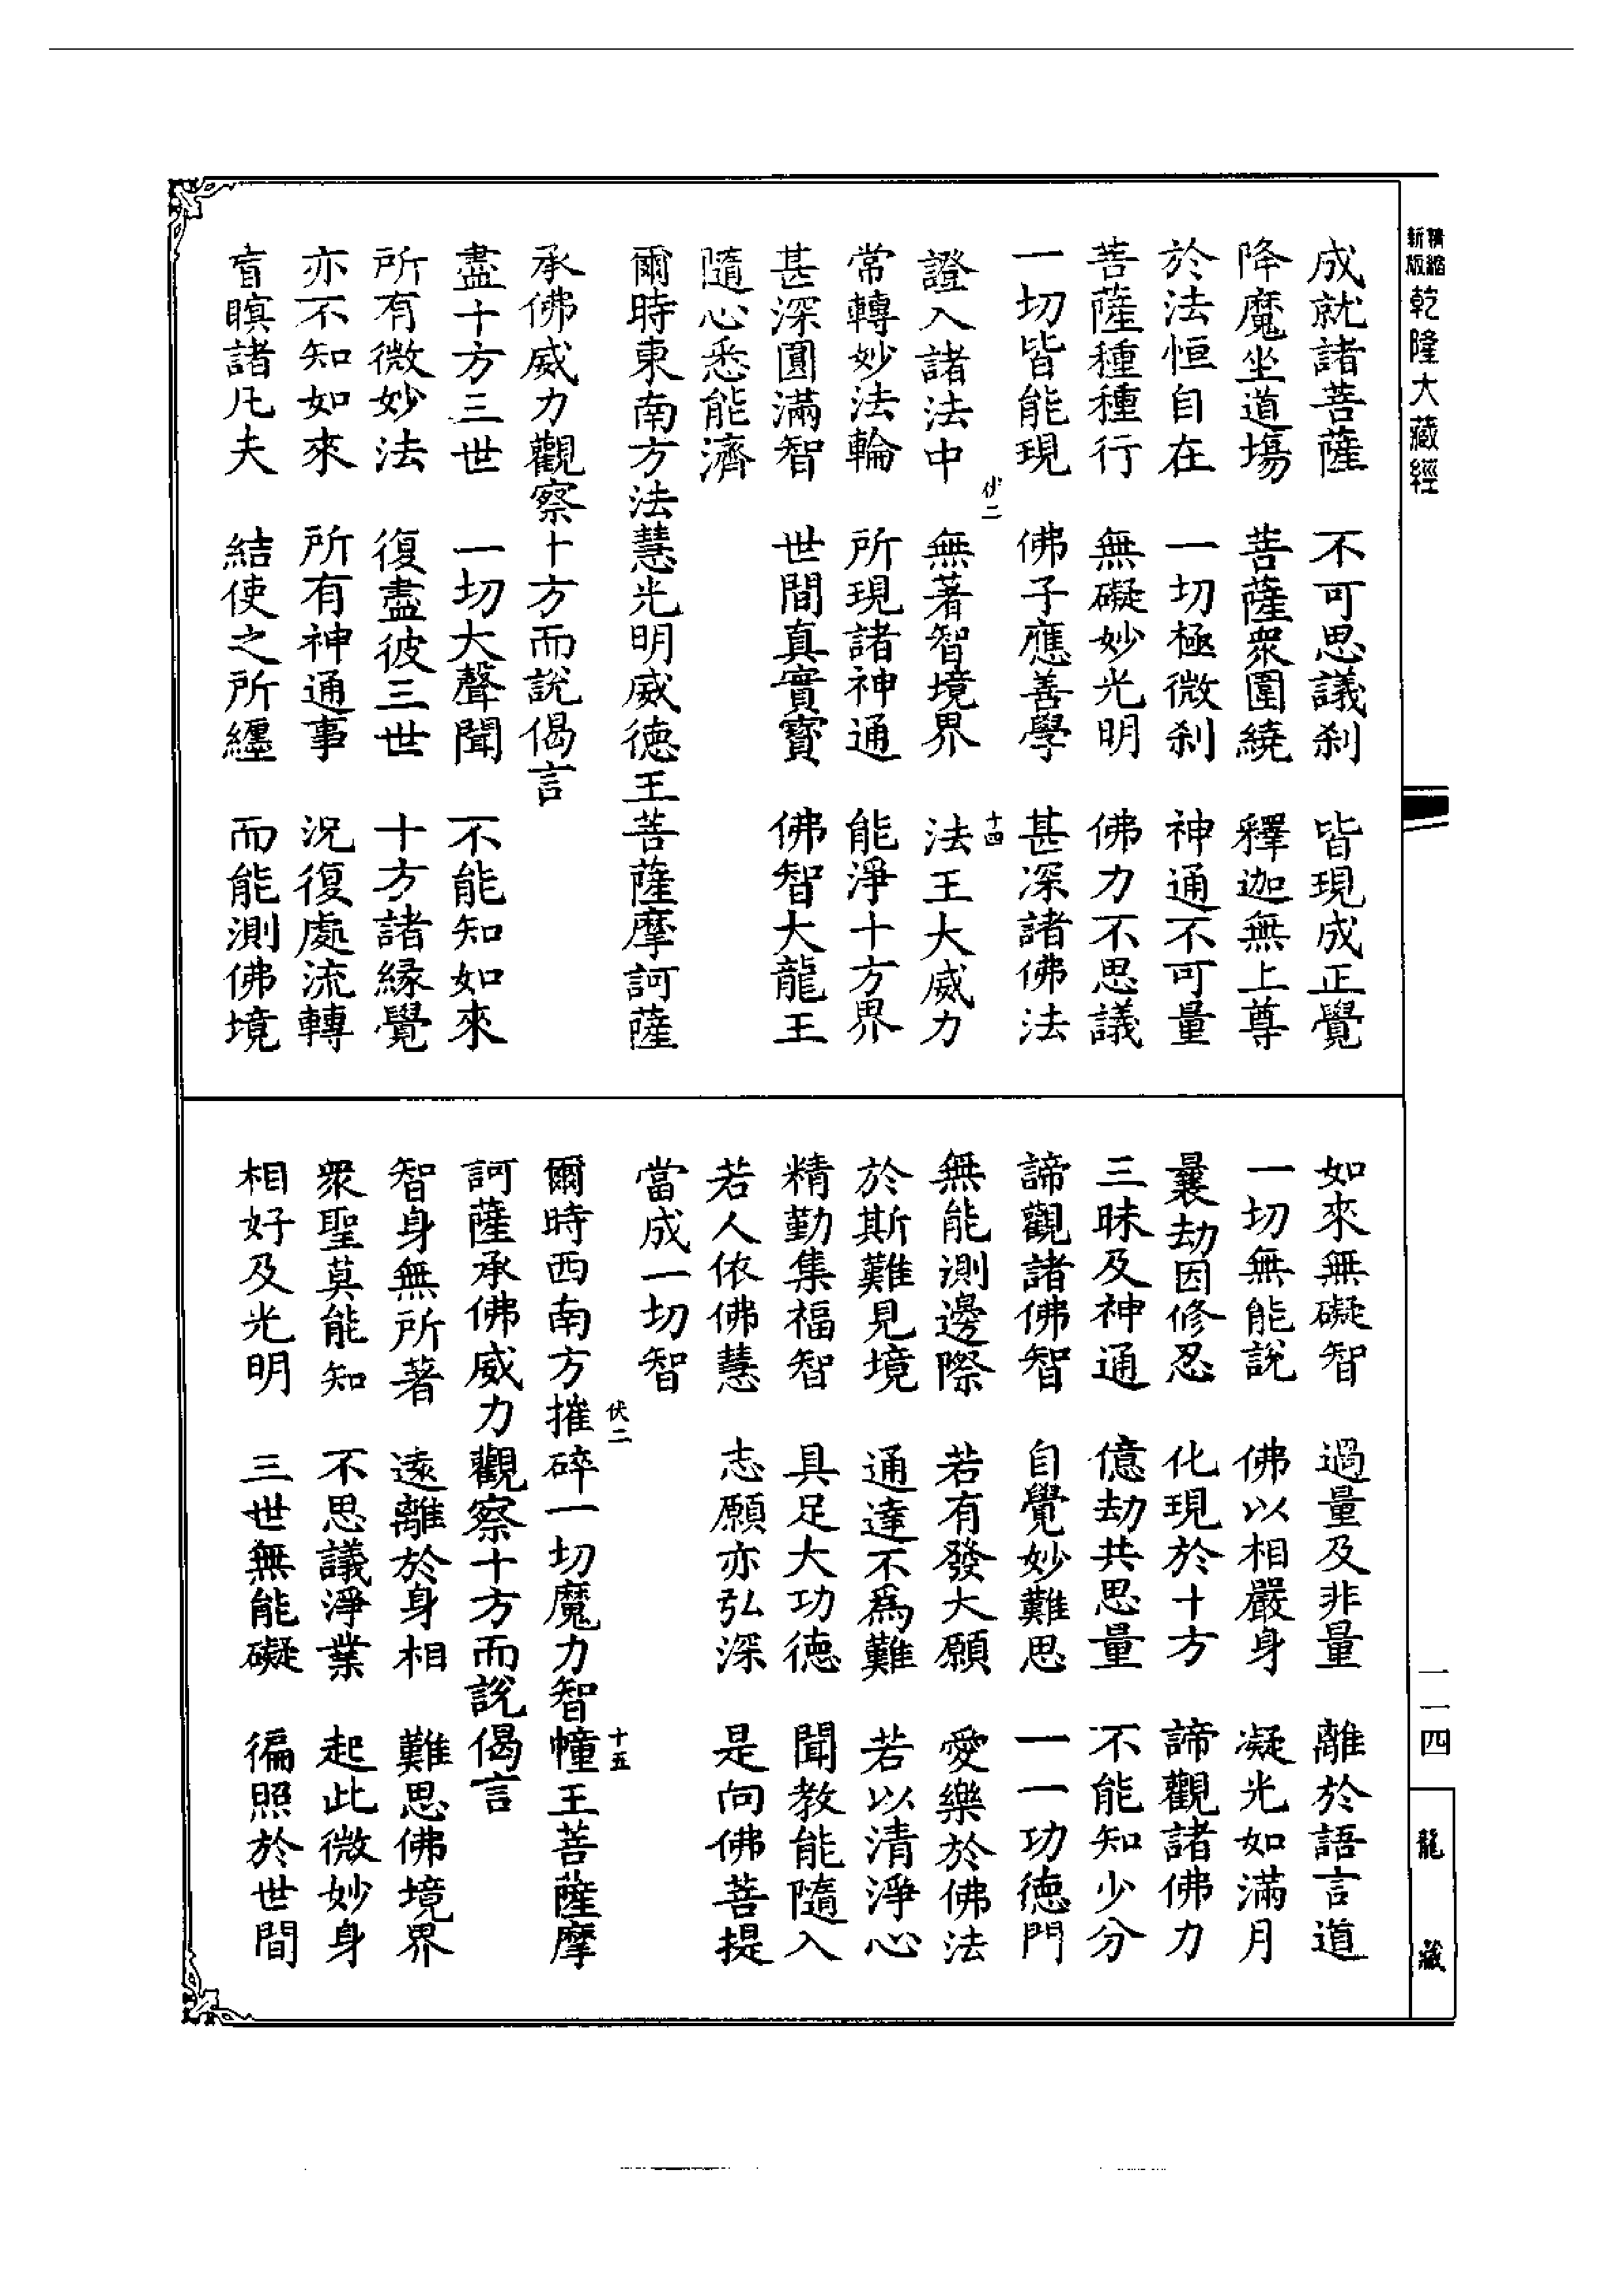 精縮新版乾隆大藏經
成就諸菩薩　不可思議刹　皆現成正覺
降魔坐道場　菩薩衆圍繞　釋迦無上尊
於法恒自在　一切極微刹　神通不可量
菩薩種種行　無礙妙光明　佛力不思議
一切皆能現　佛子應善學　甚深諸佛法
伏二　十四
證入諸法中　無著智境界　法王大威力
常轉妙法輪　所現諸神通　能淨十方界
甚深圓滿智　世間真實寶　佛智大龍王
隨心悉能濟
爾時東南方法慧光明威德王菩薩摩訶薩
承佛威力觀察十方而說偈言
盡十方三世　一切大聲聞　不能知如來
所有微妙法　復盡彼三世　十方諸緣覺
亦不知如來　所有神通事　況復處流轉
盲瞑諸凡夫　結使之所纏　而能測佛境
一一四
龍藏
如來無礙智　過量及非量　離於語言道
一切無能說　佛以相嚴身　凝光如滿月
曩劫因修忍　化現於十方　諦觀諸佛力
三昧及神通　億劫共思量　不能知少分
諦觀諸佛智　自覺妙難思　一一功德門
無能測邊際　若有發大願　愛樂於佛法
於斯難見境　通達不爲難　若以清淨心
精勤集福智　具足大功德　聞教能隨入
若人依佛慧　志願亦弘深　是向佛菩提
當成一切智
伏二　十五
爾時西南方摧碎一切魔力智幢王菩薩摩
訶薩承佛威力觀察十方而說偈言
智身無所著　遠離於身相　難思佛境界
衆聖莫能知　不思議淨業　起此微妙身
相好及光明　三世無能礙　徧照於世間